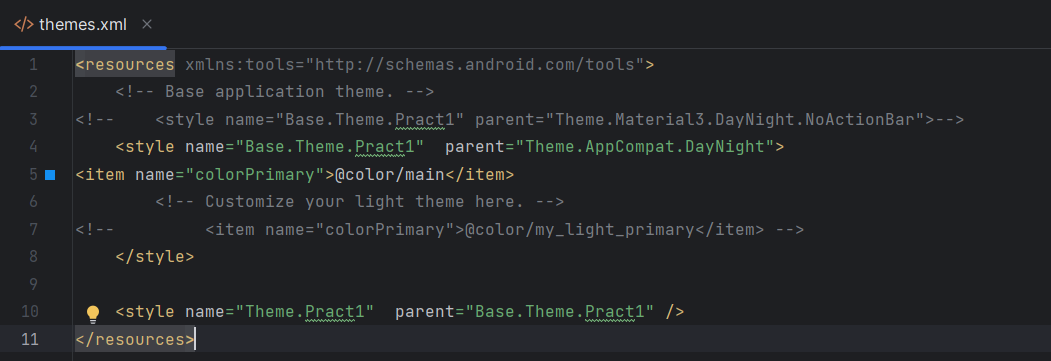 </> themes.xml ×
1 <resources xmlns:tools="http://schemas.android.com/tools">
2     <!-- Base application theme. -->
3 <!--    <style name="Base.Theme.Pract1" parent="Theme.Material3.DayNight.NoActionBar">-->
4     <style name="Base.Theme.Pract1"  parent="Theme.AppCompat.DayNight">
5 <item name="colorPrimary">@color/main</item>
6         <!-- Customize your light theme here. -->
7 <!--         <item name="colorPrimary">@color/my_light_primary</item> -->
8     </style>
9
10     <style name="Theme.Pract1"  parent="Base.Theme.Pract1" />
11 </resources>